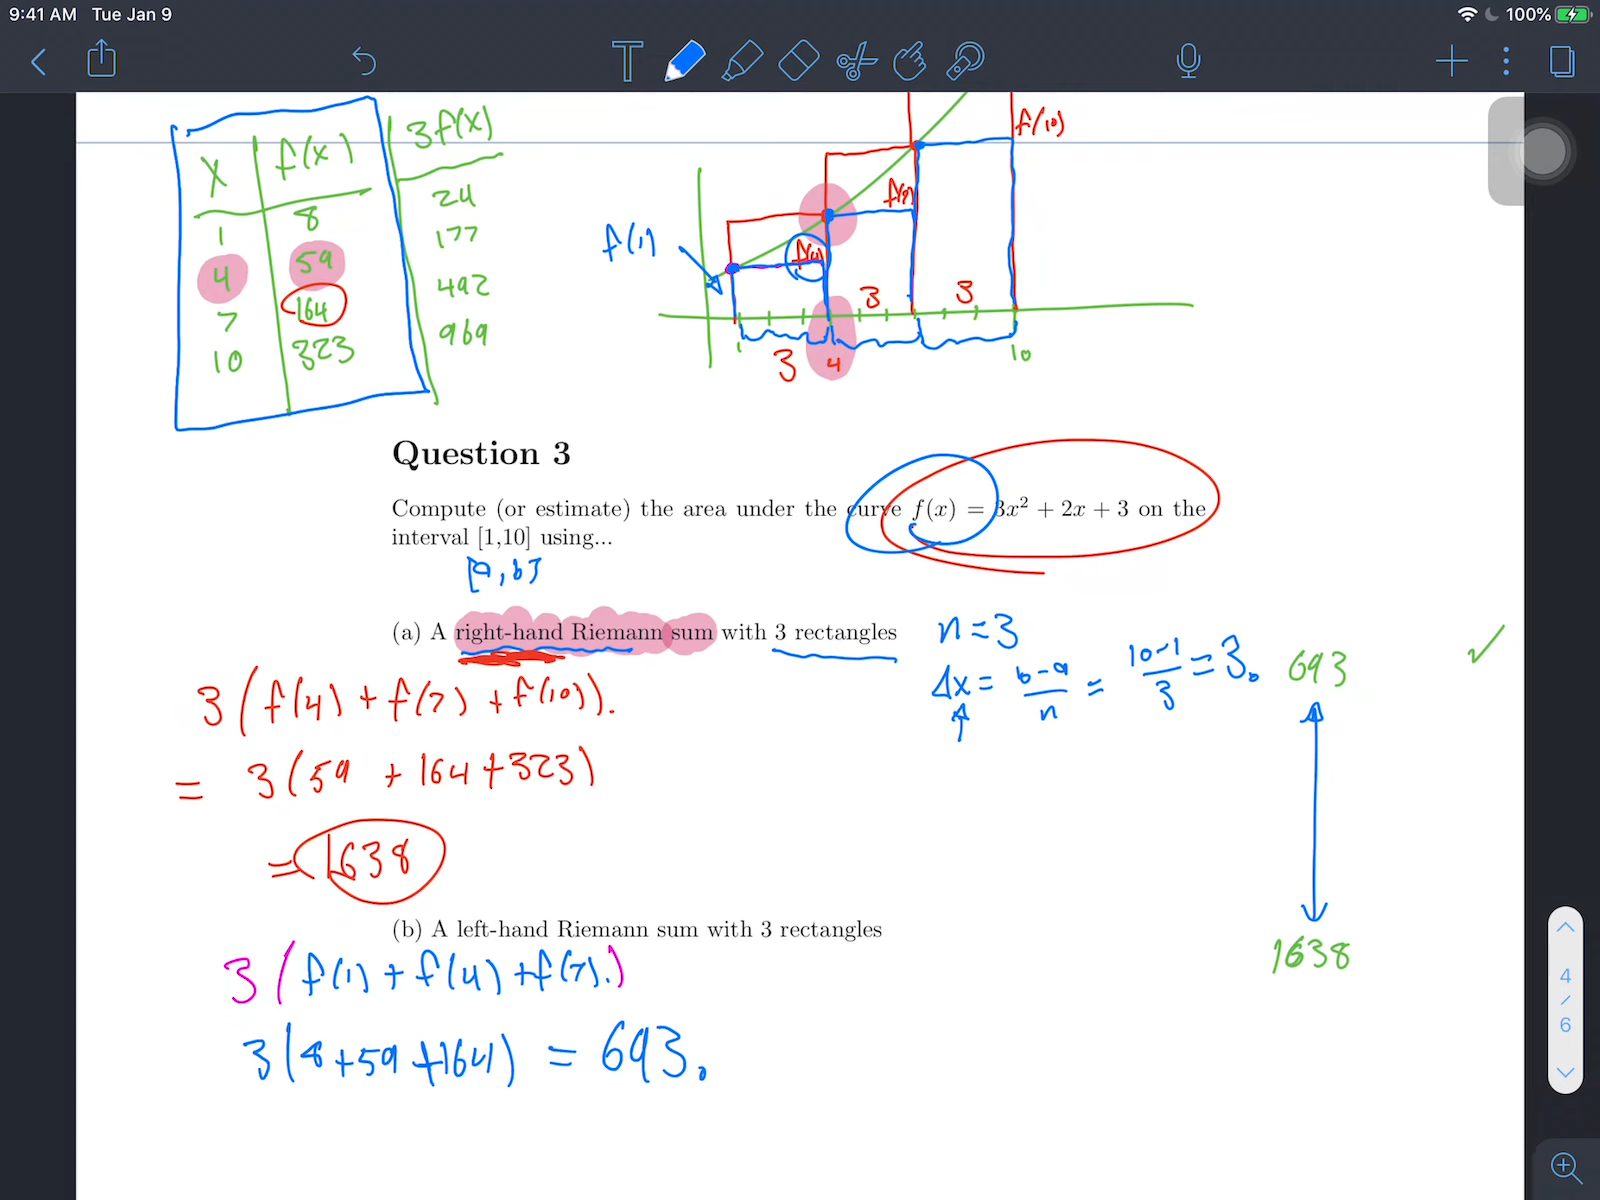 9:41 AM Tue Jan 9
100%
T
x f(x) 3f(x)
1 8 24
4 59 177
7 164 492
10 323 969
f(1)
f(4)
f(7)
f(10)
3
3
1
3
4
10
Question 3
Compute (or estimate) the area under the curve f(x) = 3x² + 2x + 3 on the
interval [1,10] using...
[a,b]
(a) A right-hand Riemann sum with 3 rectangles
n=3
Δx = b-a/n = 10-1/3 = 3.
693
3(f(4) + f(7) + f(10)).
= 3(59 + 164 + 323)
= 1638
(b) A left-hand Riemann sum with 3 rectangles
1638
3(f(1) + f(4) + f(7).)
3(8+59+164) = 693.
4
/
6